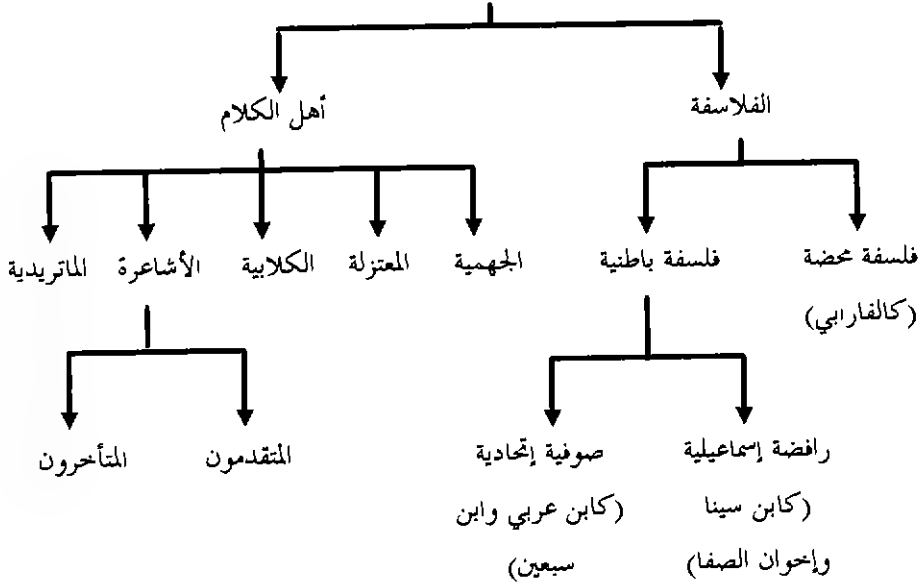 الفلاسفة
أهل الكلام
فلسفة محضة
(كالفارابي)
فلسفة باطنية
الجهمية
المعتزلة
الكلابية
الأشاعرة
الماتريدية
رافضة إسماعيلية
(كابن سينا
وإخوان الصفا)
صوفية إتحادية
(كابن عربي وابن
سبعين)
المتقدمون
المتأخرون